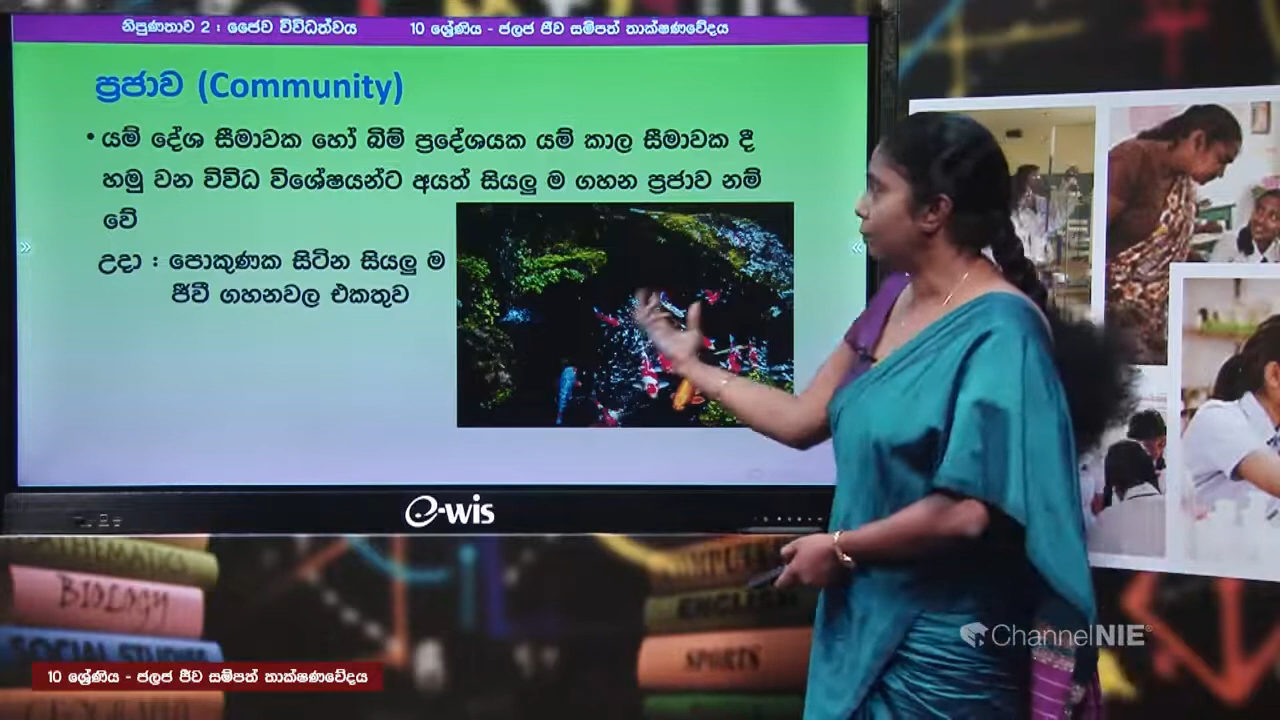 නිපුණතාව 2 : ජෛව විවිධත්වය 10 ශ්‍රේණිය - ජලජ ජීව සම්පත් තාක්ෂණවේදය
ප්‍රජාව (Community)
• යම් දේශ සීමාවක හෝ බිම් ප්‍රදේශයක යම් කාල සීමාවක දී
හමු වන විවිධ විශේෂයන්ට අයත් සියලු ම ගහන ප්‍රජාව නම්
වේ
උදා : පොකුණක සිටින සියලු ම
ජීවී ගහනවල එකතුව
e-wis
MATHEMATICS
BIOLOGY
SOCIAL STUDIES
ENGLISH
SPORTS
ChannelNIE
10 ශ්‍රේණිය - ජලජ ජීව සම්පත් තාක්ෂණවේදය